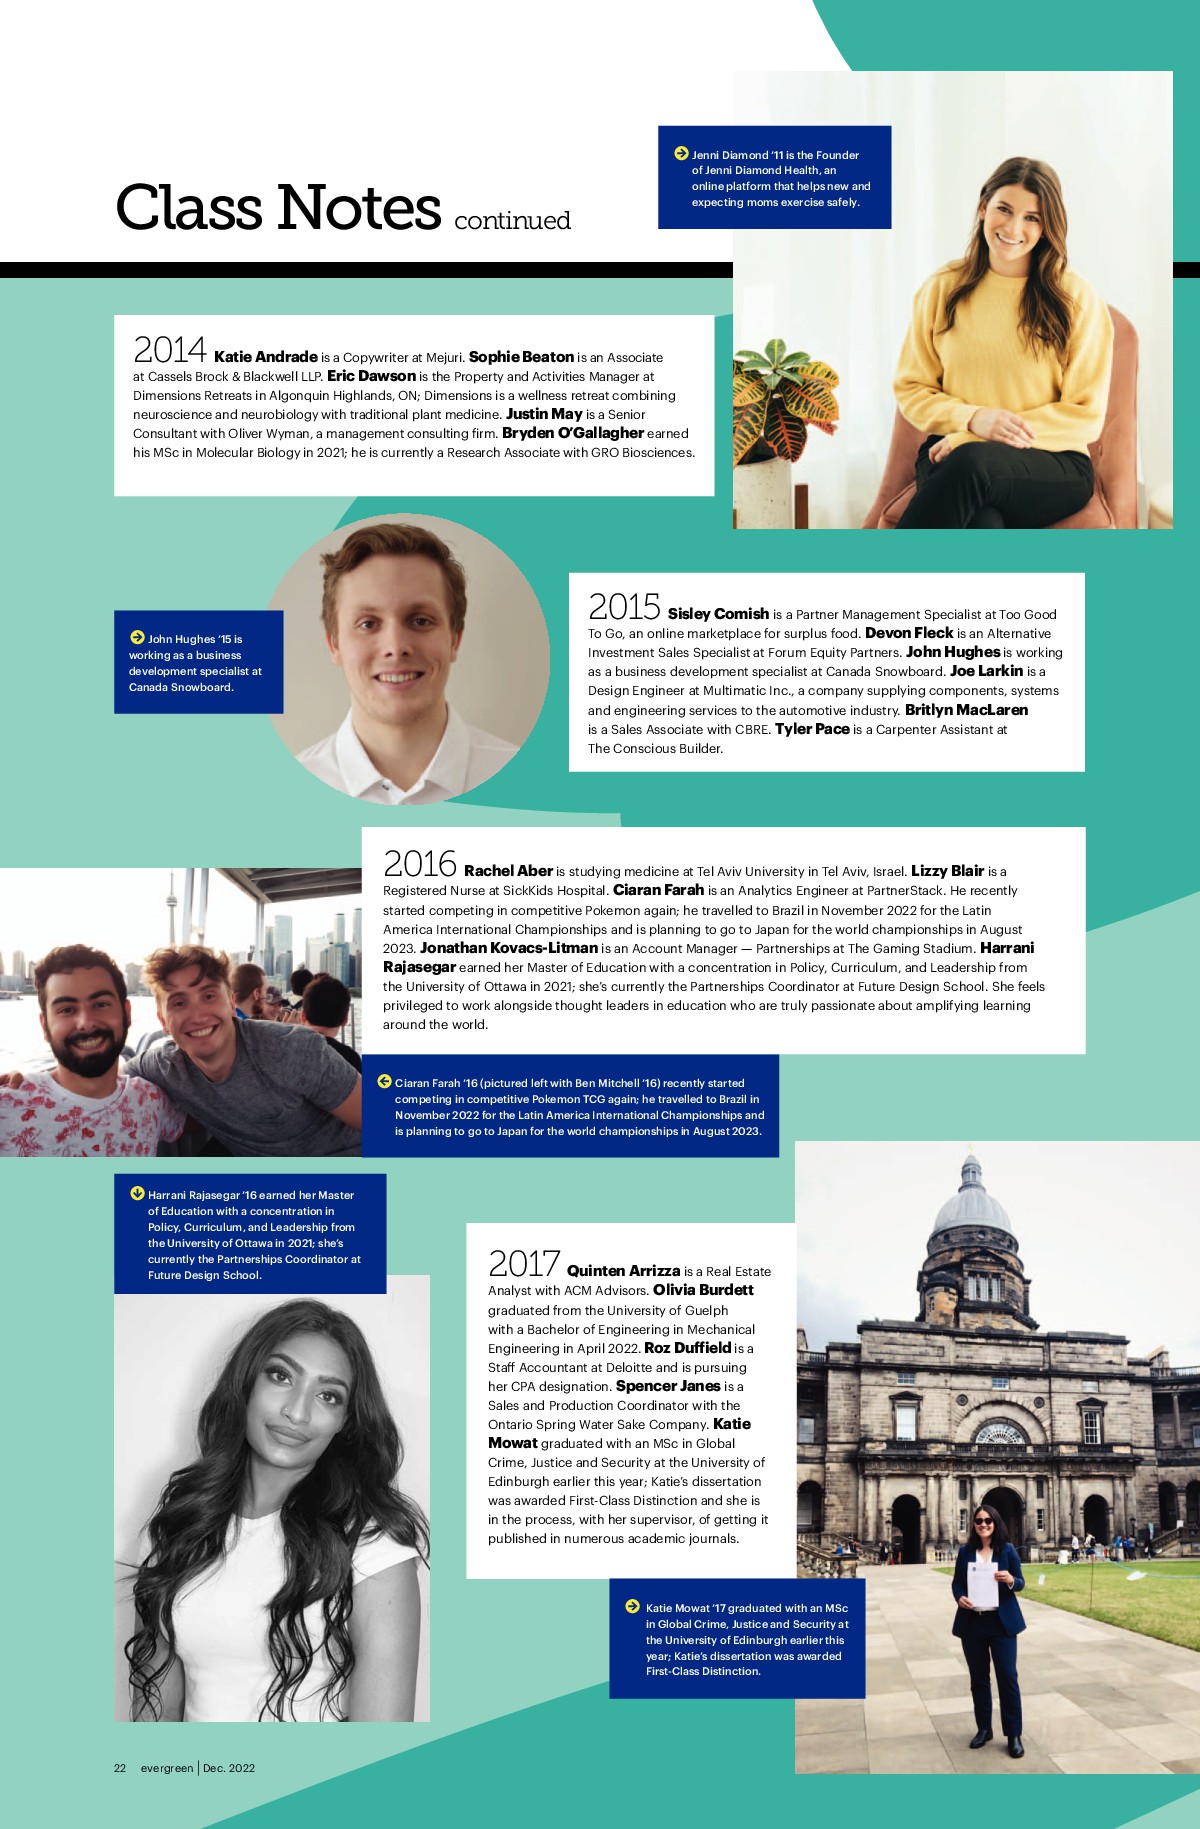 Class Notes continued
Jenni Diamond ’11 is the Founder
of Jenni Diamond Health, an
online platform that helps new and
expecting moms exercise safely.
2014 Katie Andrade is a Copywriter at Mejuri. Sophie Beaton is an Associate
at Cassels Brock & Blackwell LLP. Eric Dawson is the Property and Activities Manager at
Dimensions Retreats in Algonquin Highlands, ON; Dimensions is a wellness retreat combining
neuroscience and neurobiology with traditional plant medicine. Justin May is a Senior
Consultant with Oliver Wyman, a management consulting firm. Bryden O’Gallagher earned
his MSc in Molecular Biology in 2021; he is currently a Research Associate with GRO Biosciences.
John Hughes ’15 is
working as a business
development specialist at
Canada Snowboard.
2015 Sisley Comish is a Partner Management Specialist at Too Good
To Go, an online marketplace for surplus food. Devon Fleck is an Alternative
Investment Sales Specialist at Forum Equity Partners. John Hughes is working
as a business development specialist at Canada Snowboard. Joe Larkin is a
Design Engineer at Multimatic Inc., a company supplying components, systems
and engineering services to the automotive industry. Britlyn MacLaren
is a Sales Associate with CBRE. Tyler Pace is a Carpenter Assistant at
The Conscious Builder.
2016 Rachel Aber is studying medicine at Tel Aviv University in Tel Aviv, Israel. Lizzy Blair is a
Registered Nurse at SickKids Hospital. Ciaran Farah is an Analytics Engineer at PartnerStack. He recently
started competing in competitive Pokemon again; he travelled to Brazil in November 2022 for the Latin
America International Championships and is planning to go to Japan for the world championships in August
2023. Jonathan Kovacs-Litman is an Account Manager — Partnerships at The Gaming Stadium. Harrani
Rajasegar earned her Master of Education with a concentration in Policy, Curriculum, and Leadership from
the University of Ottawa in 2021; she’s currently the Partnerships Coordinator at Future Design School. She feels
privileged to work alongside thought leaders in education who are truly passionate about amplifying learning
around the world.
Ciaran Farah ’16 (pictured left with Ben Mitchell ’16) recently started
competing in competitive Pokemon TCG again; he travelled to Brazil in
November 2022 for the Latin America International Championships and
is planning to go to Japan for the world championships in August 2023.
Harrani Rajasegar ’16 earned her Master
of Education with a concentration in
Policy, Curriculum, and Leadership from
the University of Ottawa in 2021; she’s
currently the Partnerships Coordinator at
Future Design School.
2017 Quinten Arrizza is a Real Estate
Analyst with ACM Advisors. Olivia Burdett
graduated from the University of Guelph
with a Bachelor of Engineering in Mechanical
Engineering in April 2022. Roz Duffield is a
Staff Accountant at Deloitte and is pursuing
her CPA designation. Spencer Janes is a
Sales and Production Coordinator with the
Ontario Spring Water Sake Company. Katie
Mowat graduated with an MSc in Global
Crime, Justice and Security at the University of
Edinburgh earlier this year; Katie’s dissertation
was awarded First-Class Distinction and she is
in the process, with her supervisor, of getting it
published in numerous academic journals.
Katie Mowat ’17 graduated with an MSc
in Global Crime, Justice and Security at
the University of Edinburgh earlier this
year; Katie’s dissertation was awarded
First-Class Distinction.
22 evergreen | Dec. 2022